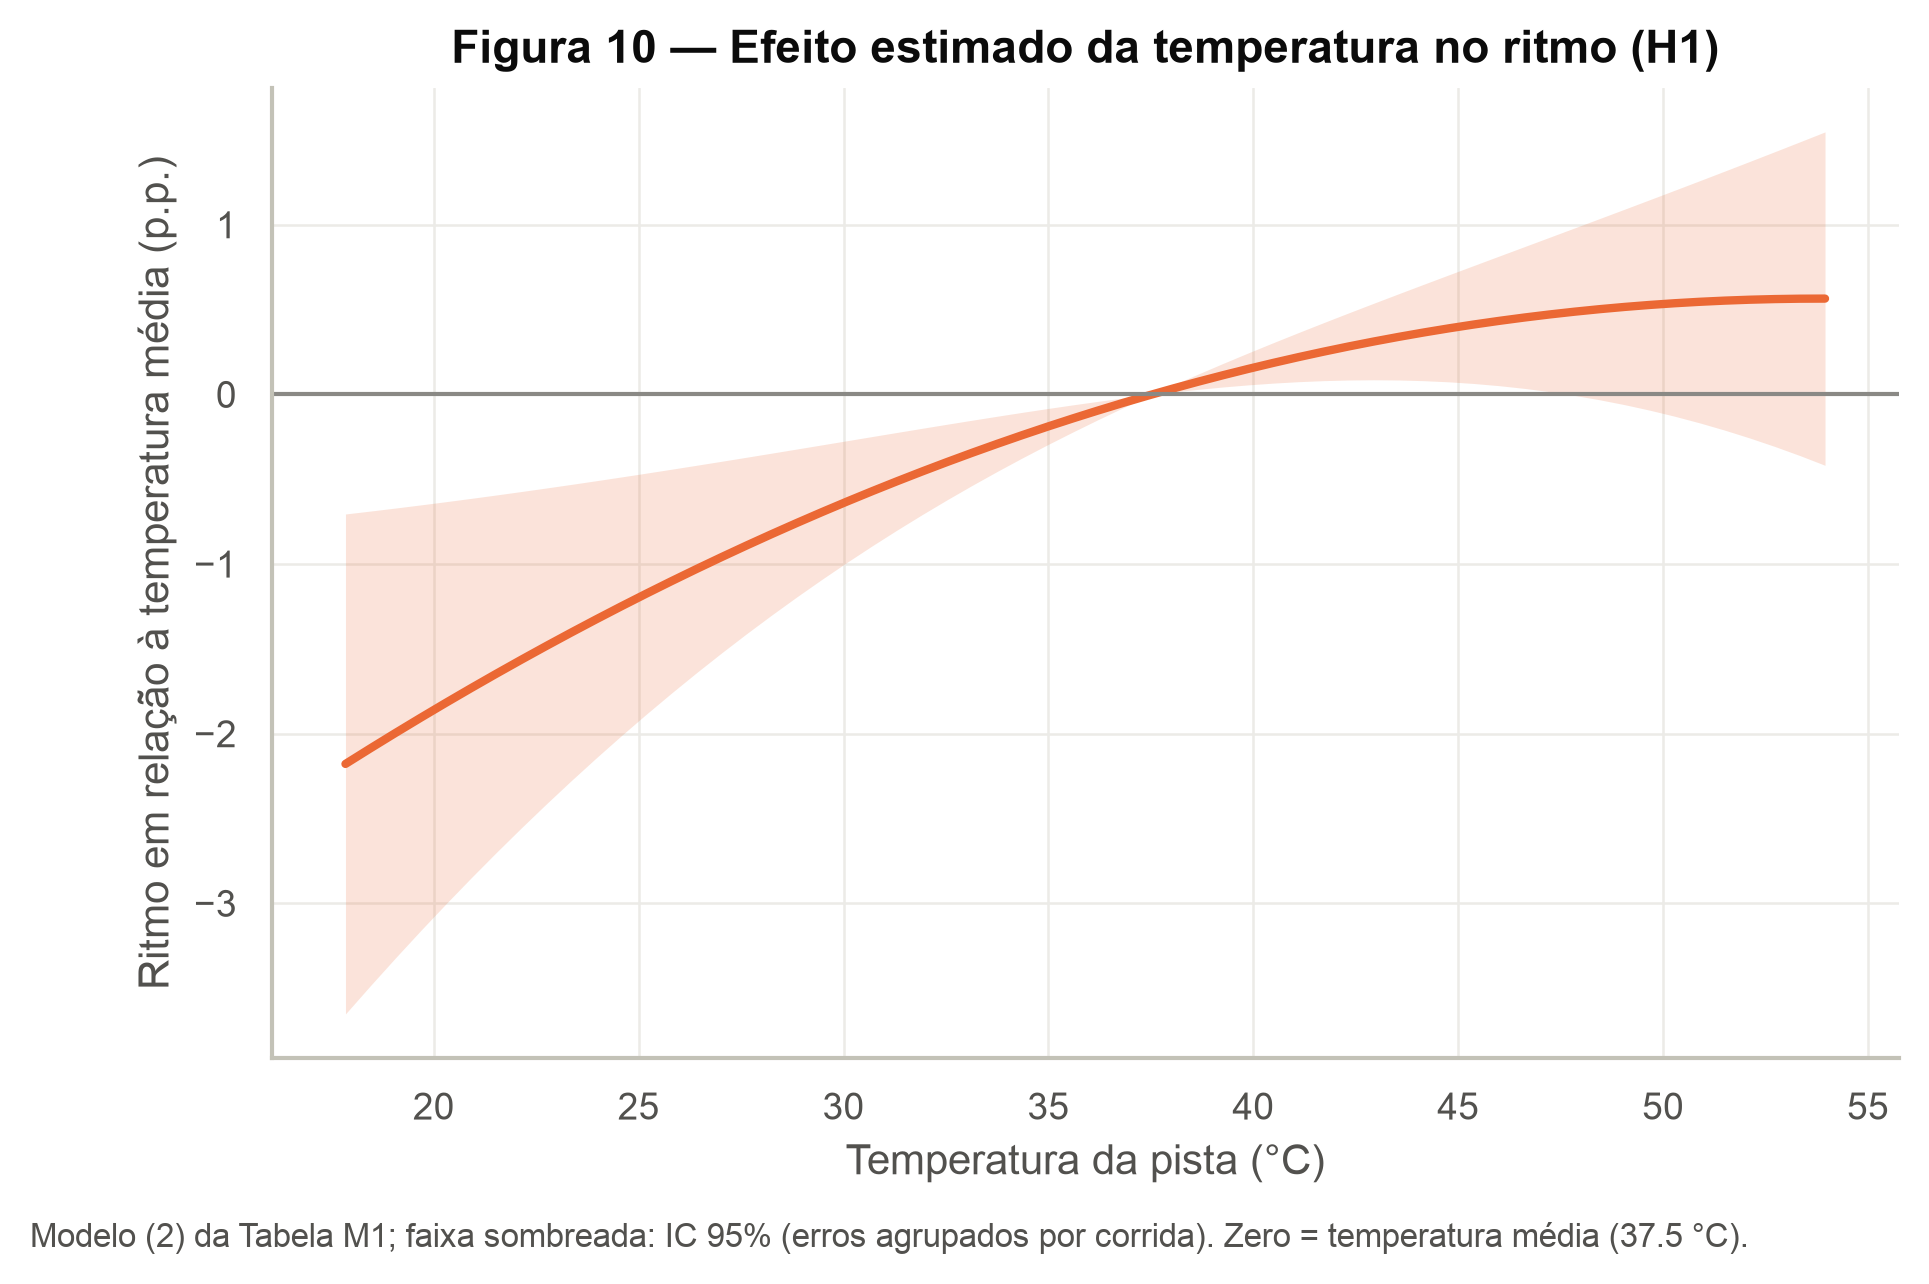 Figura 10 — Efeito estimado da temperatura no ritmo (H1)
Ritmo em relação à temperatura média (p.p.)
1
0
−1
−2
−3
20 25 30 35 40 45 50 55
Temperatura da pista (°C)
Modelo (2) da Tabela M1; faixa sombreada: IC 95% (erros agrupados por corrida). Zero = temperatura média (37.5 °C).